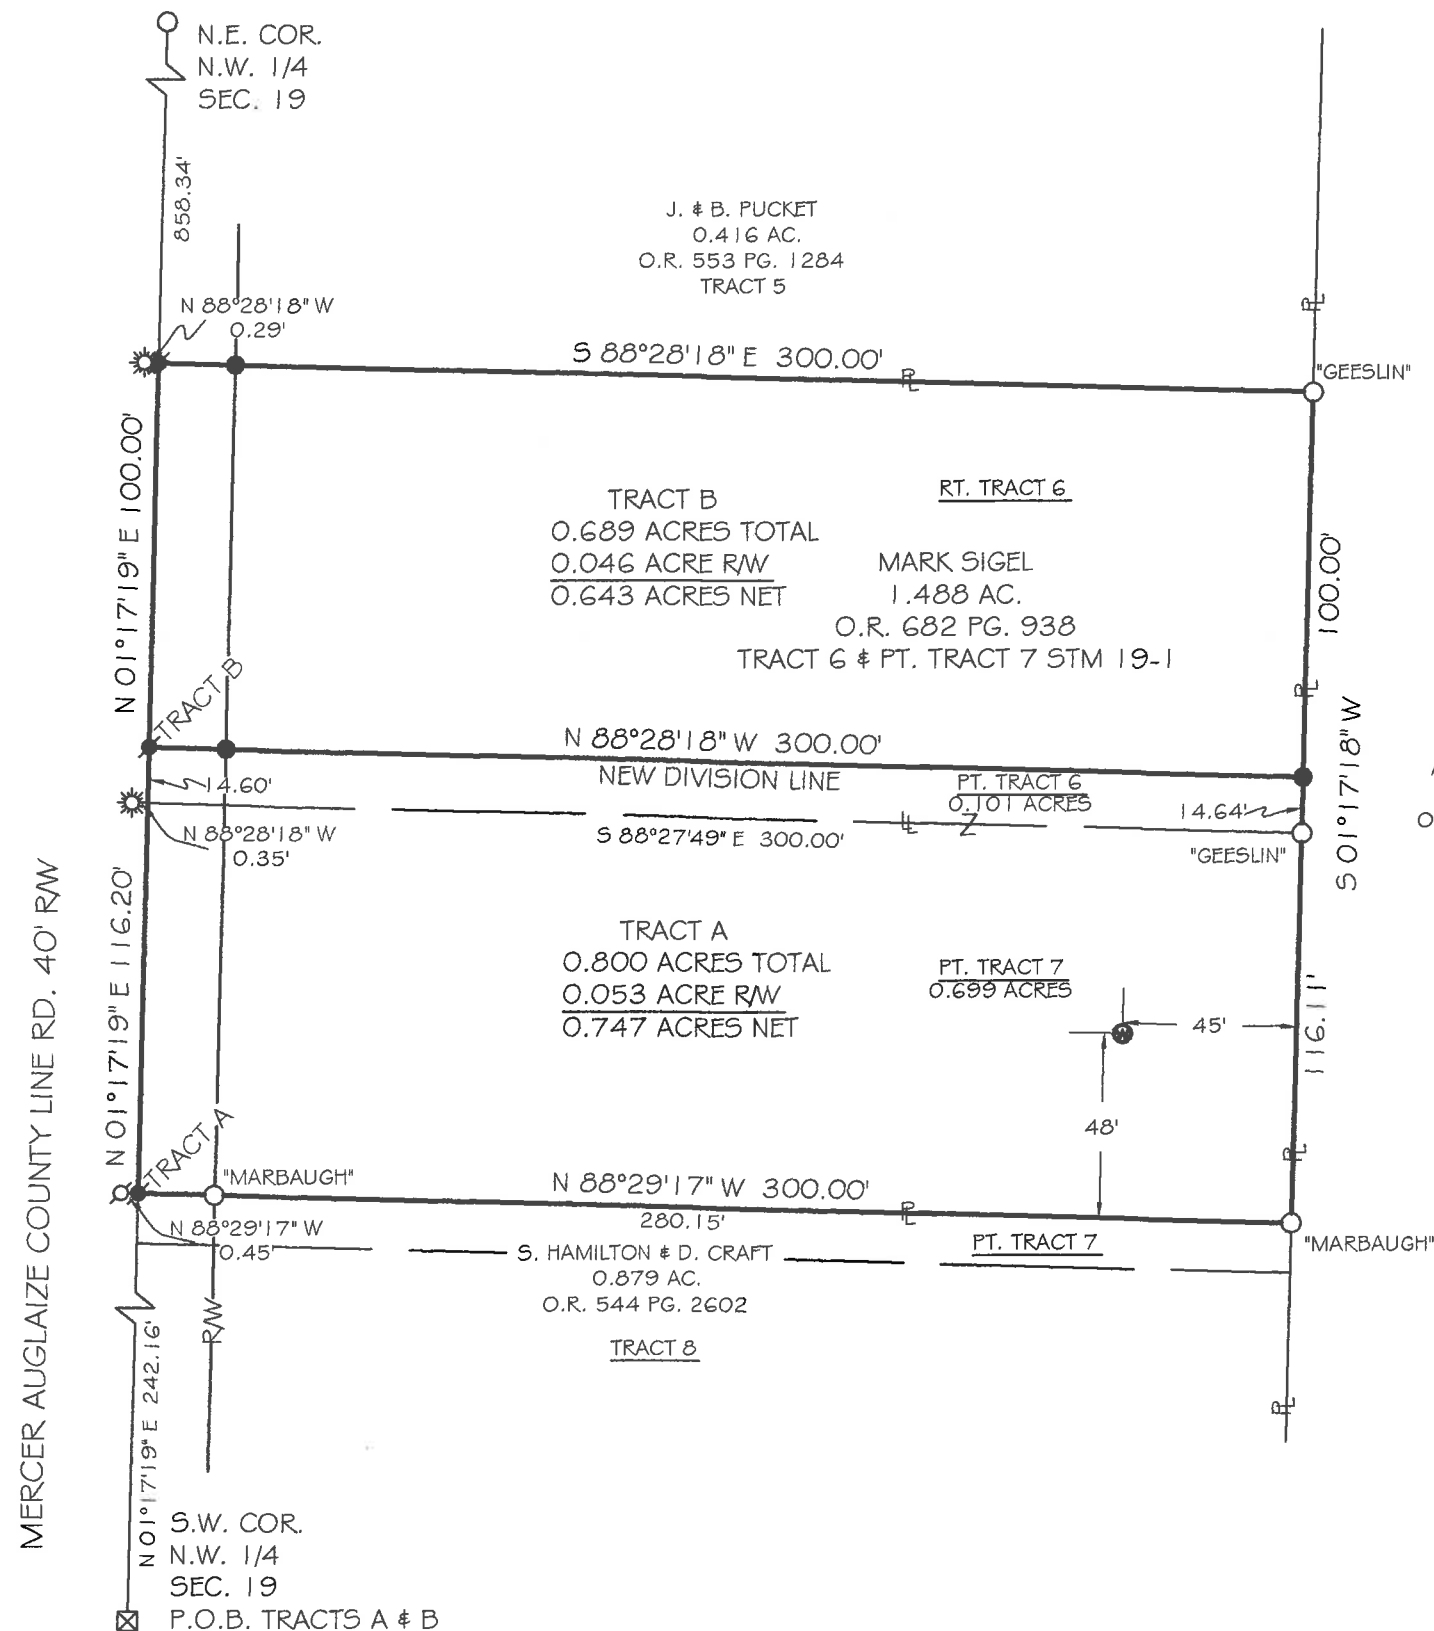 N.E. COR.
N.W. 1/4
SEC. 19
858.34'
J. & B. PUCKET
0.416 AC.
O.R. 553 PG. 1284
TRACT 5
N 88°28'18" W
0.29'
S 88°28'18" E 300.00'
"GEESLIN"
N 01°17'19" E 100.00'
TRACT B
0.689 ACRES TOTAL
0.046 ACRE R/W
0.643 ACRES NET
RT. TRACT 6
MARK SIGEL
1.488 AC.
O.R. 682 PG. 938
TRACT 6 & PT. TRACT 7 STM 19-1
100.00'
TRACT B
N 88°28'18" W 300.00'
NEW DIVISION LINE
PT. TRACT 6
0.101 ACRES
14.60'
14.64'
S 01°17'18" W
N 88°28'18" W
0.35'
S 88°27'49" E 300.00'
Z
"GEESLIN"
MERCER AUGLAIZE COUNTY LINE RD. 40' R/W
N 01°17'19" E 116.20'
TRACT A
0.800 ACRES TOTAL
0.053 ACRE R/W
0.747 ACRES NET
PT. TRACT 7
0.699 ACRES
W
45'
48'
116.11'
TRACT A
"MARBAUGH"
N 88°29'17" W 300.00'
280.15'
N 88°29'17" W
0.45'
"MARBAUGH"
S. HAMILTON & D. CRAFT
0.879 AC.
O.R. 544 PG. 2602
PT. TRACT 7
TRACT 8
R/W
N 01°17'19" E 242.16'
S.W. COR.
N.W. 1/4
SEC. 19
P.O.B. TRACTS A & B